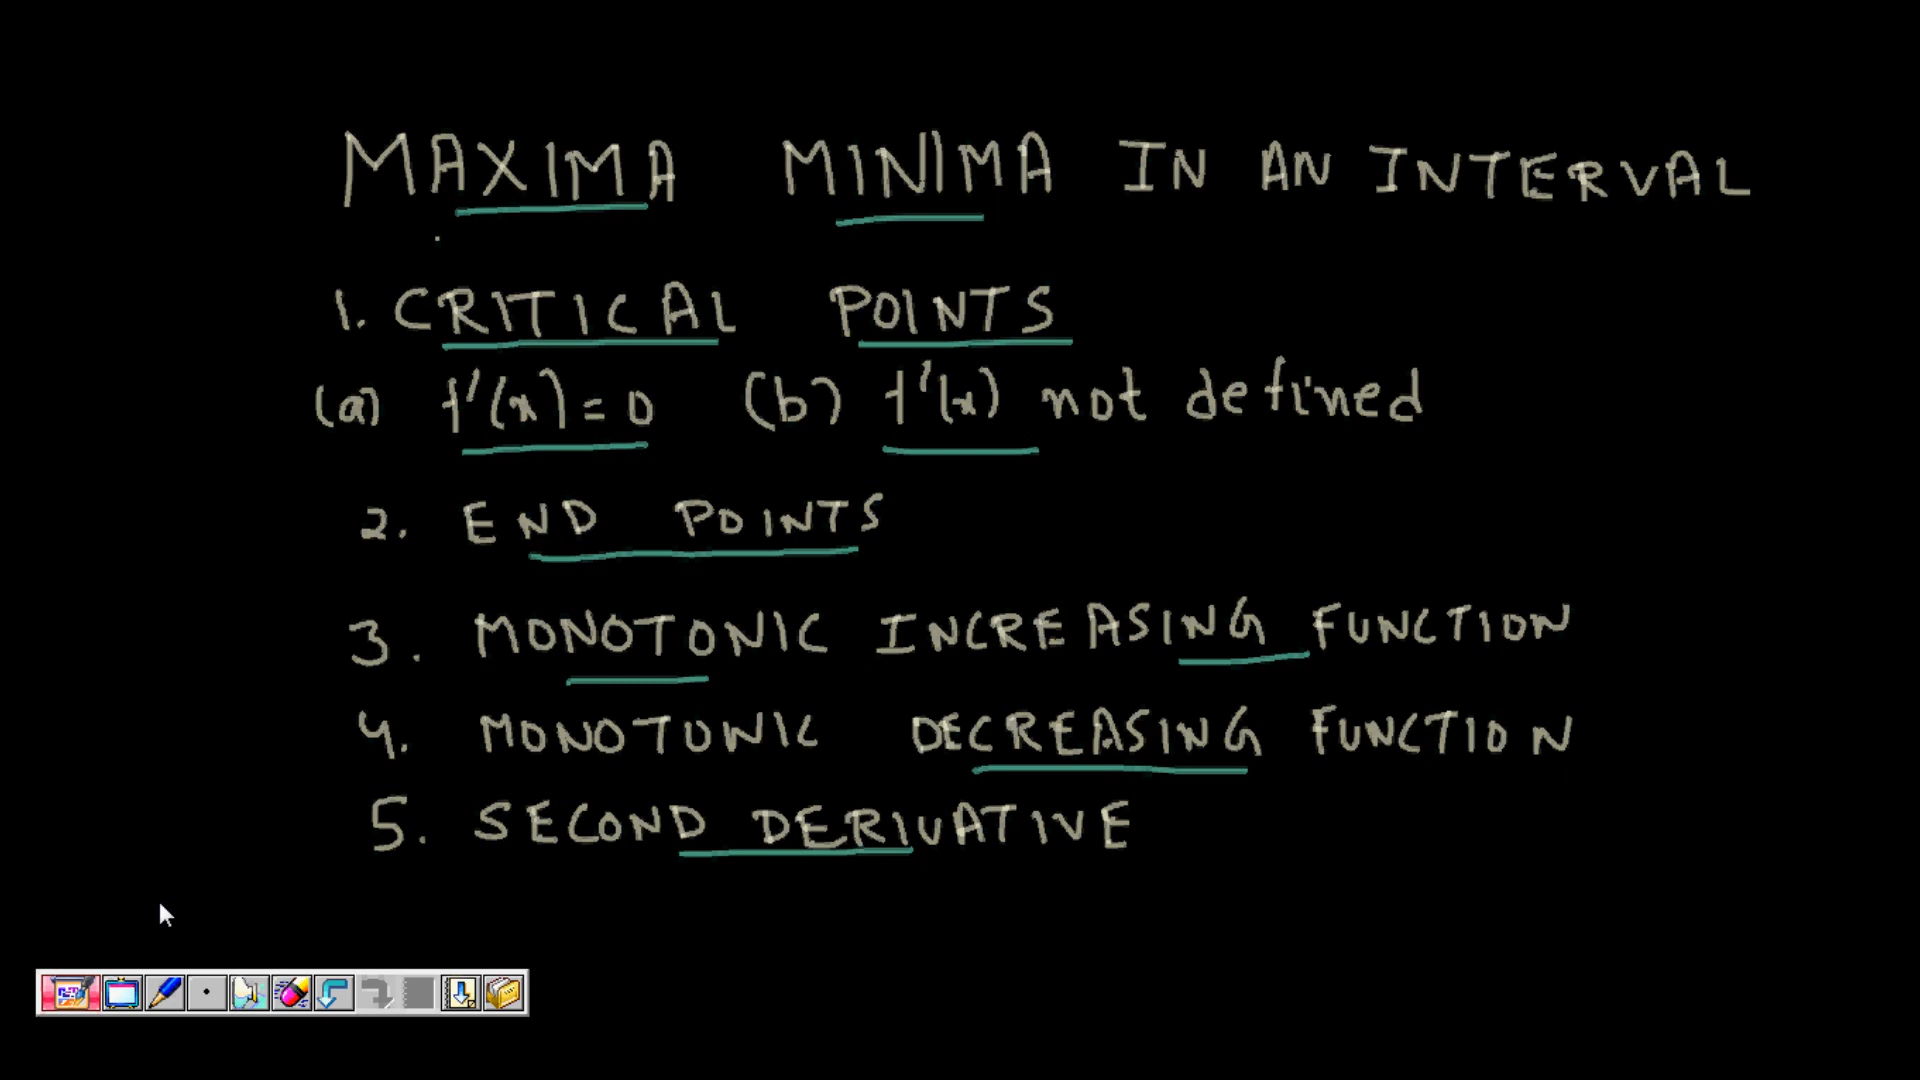 MAXIMA MINIMA IN AN INTERVAL
1. CRITICAL POINTS
(a) f'(x) = 0 (b) f'(x) not defined
2. END POINTS
3. MONOTONIC INCREASING FUNCTION
4. MONOTONIC DECREASING FUNCTION
5. SECOND DERIVATIVE